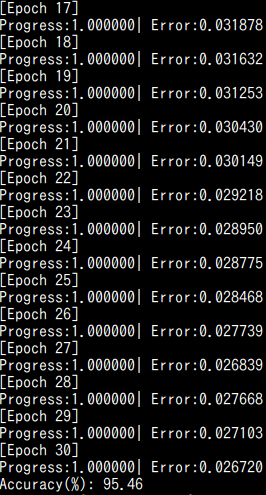 [Epoch 17]
Progress:1.000000| Error:0.031878
[Epoch 18]
Progress:1.000000| Error:0.031632
[Epoch 19]
Progress:1.000000| Error:0.031253
[Epoch 20]
Progress:1.000000| Error:0.030430
[Epoch 21]
Progress:1.000000| Error:0.030149
[Epoch 22]
Progress:1.000000| Error:0.029218
[Epoch 23]
Progress:1.000000| Error:0.028950
[Epoch 24]
Progress:1.000000| Error:0.028775
[Epoch 25]
Progress:1.000000| Error:0.028468
[Epoch 26]
Progress:1.000000| Error:0.027739
[Epoch 27]
Progress:1.000000| Error:0.026839
[Epoch 28]
Progress:1.000000| Error:0.027668
[Epoch 29]
Progress:1.000000| Error:0.027103
[Epoch 30]
Progress:1.000000| Error:0.026720
Accuracy(%): 95.46